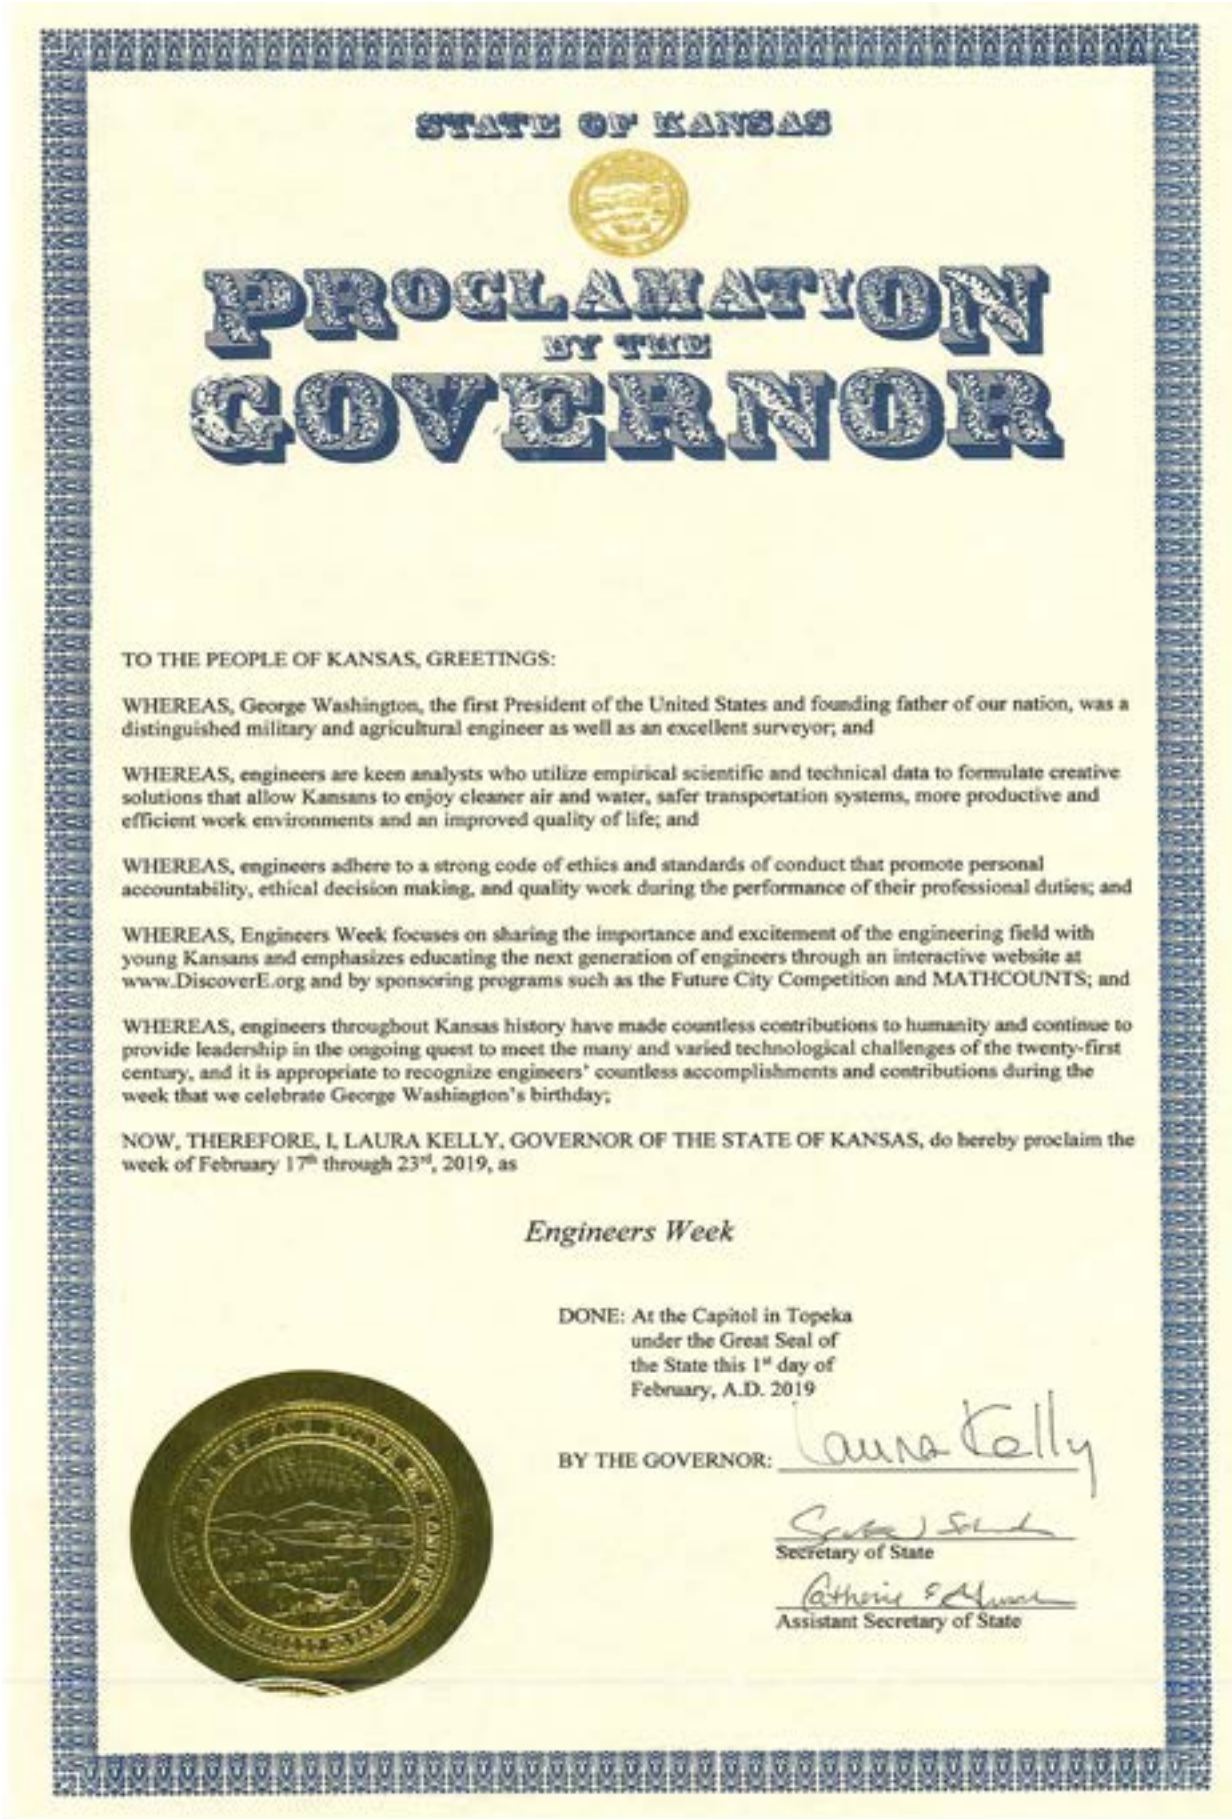 STATE OF KANSAS
PROCLAMATION
BY THE
GOVERNOR
TO THE PEOPLE OF KANSAS, GREETINGS:
WHEREAS, George Washington, the first President of the United States and founding father of our nation, was a
distinguished military and agricultural engineer as well as an excellent surveyor; and
WHEREAS, engineers are keen analysts who utilize empirical scientific and technical data to formulate creative
solutions that allow Kansans to enjoy cleaner air and water, safer transportation systems, more productive and
efficient work environments and an improved quality of life; and
WHEREAS, engineers adhere to a strong code of ethics and standards of conduct that promote personal
accountability, ethical decision making, and quality work during the performance of their professional duties; and
WHEREAS, Engineers Week focuses on sharing the importance and excitement of the engineering field with
young Kansans and emphasizes educating the next generation of engineers through an interactive website at
www.DiscoverE.org and by sponsoring programs such as the Future City Competition and MATHCOUNTS; and
WHEREAS, engineers throughout Kansas history have made countless contributions to humanity and continue to
provide leadership in the ongoing quest to meet the many and varied technological challenges of the twenty-first
century, and it is appropriate to recognize engineers’ countless accomplishments and contributions during the
week that we celebrate George Washington’s birthday;
NOW, THEREFORE, I, LAURA KELLY, GOVERNOR OF THE STATE OF KANSAS, do hereby proclaim the
week of February 17th through 23rd, 2019, as
Engineers Week
DONE: At the Capitol in Topeka
under the Great Seal of
the State this 1st day of
February, A.D. 2019
BY THE GOVERNOR: Laura Kelly
Secretary of State
Assistant Secretary of State